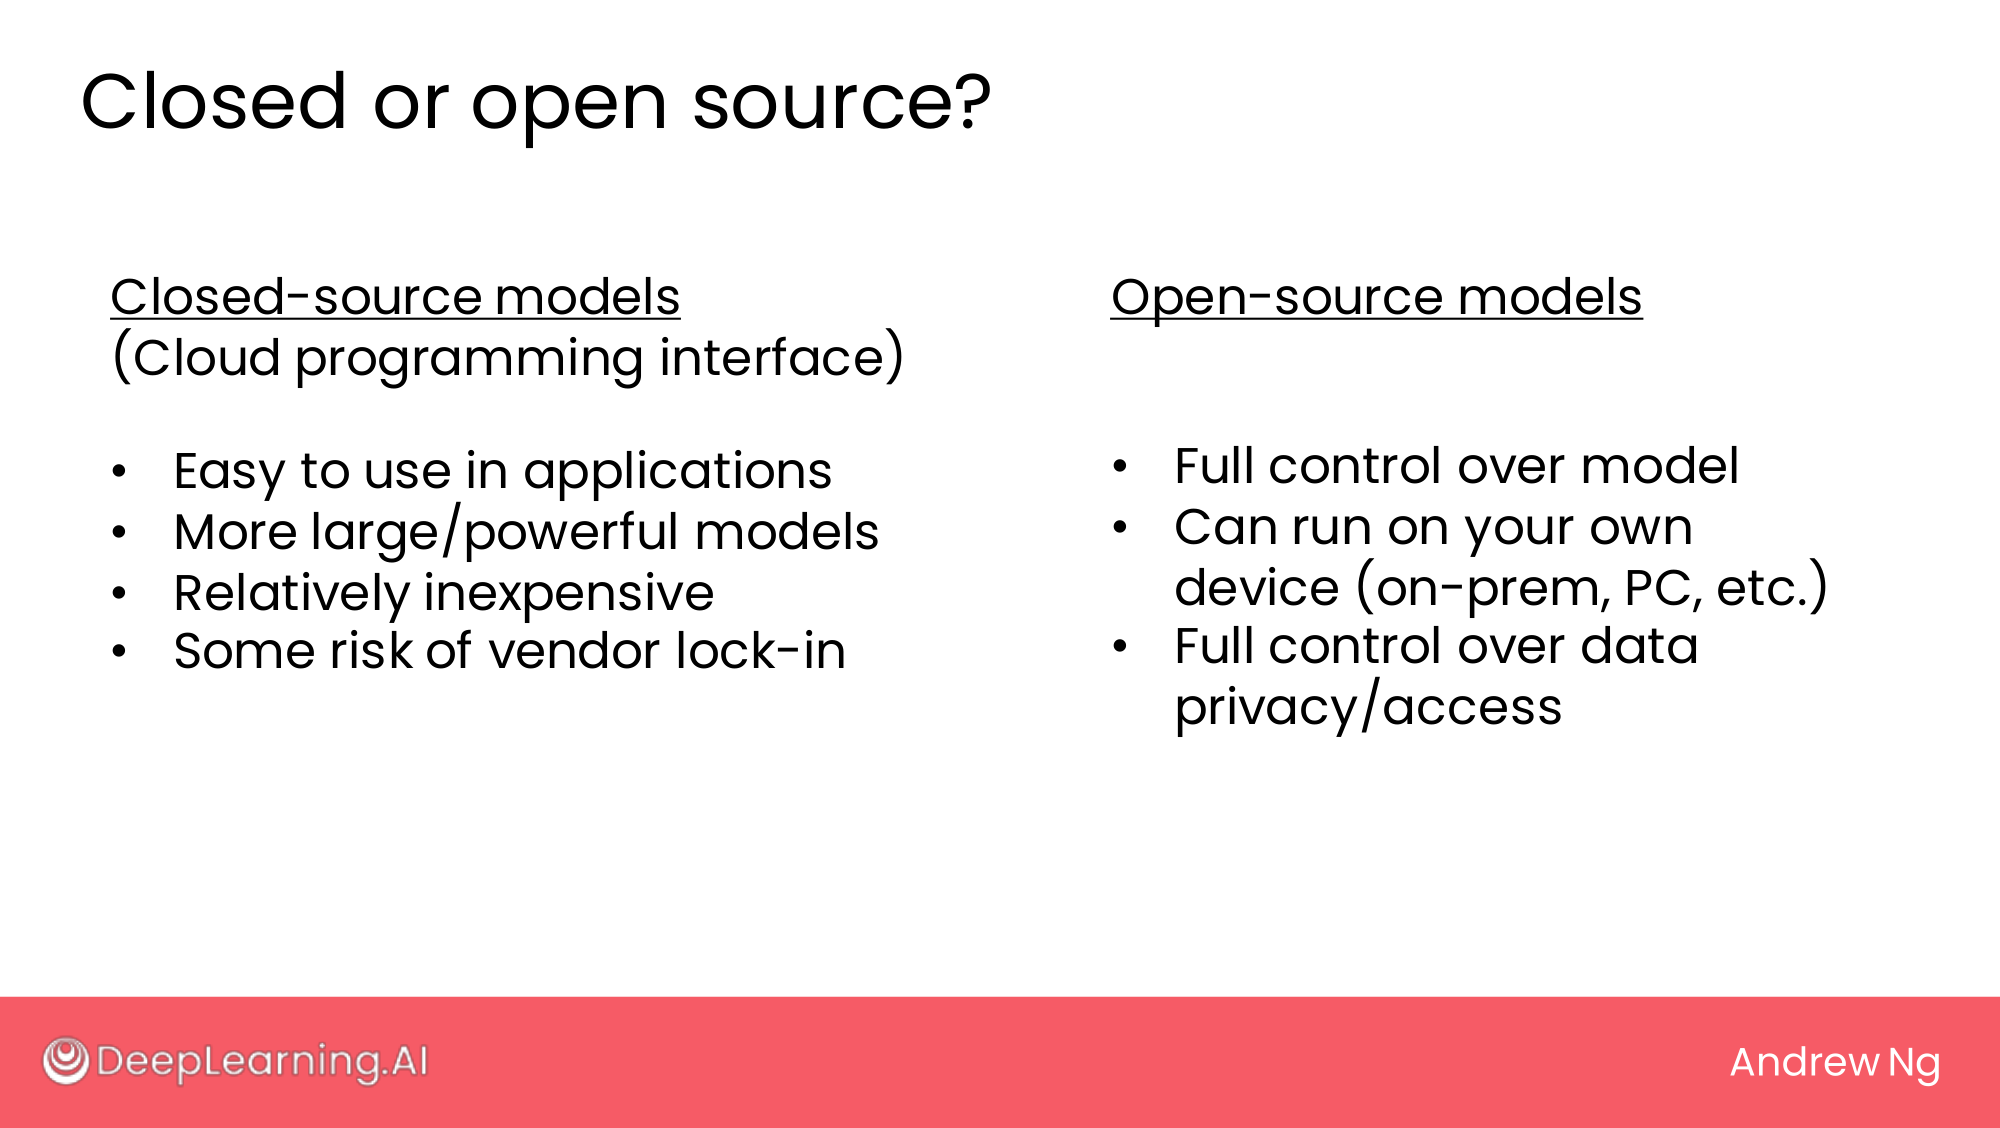 Closed or open source?
Closed-source models
(Cloud programming interface)
• Easy to use in applications
• More large/powerful models
• Relatively inexpensive
• Some risk of vendor lock-in
Open-source models
• Full control over model
• Can run on your own
device (on-prem, PC, etc.)
• Full control over data
privacy/access
DeepLearning.AI
Andrew Ng